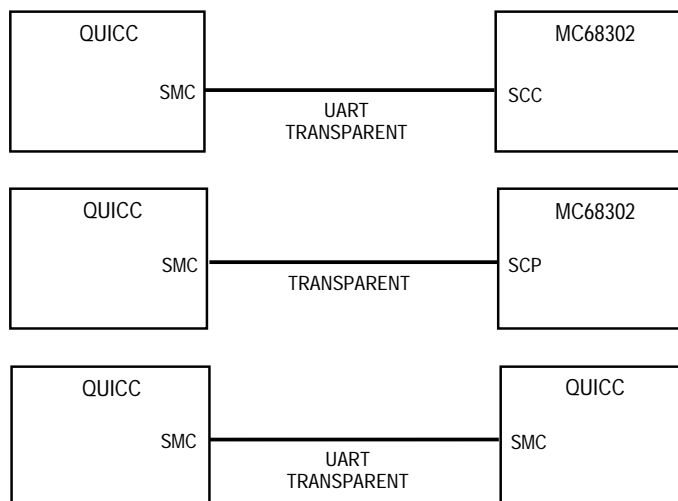 QUICC
MC68302
SMC
SCC
UART
TRANSPARENT
QUICC
MC68302
SMC
SCP
TRANSPARENT
QUICC
QUICC
SMC
SMC
UART
TRANSPARENT